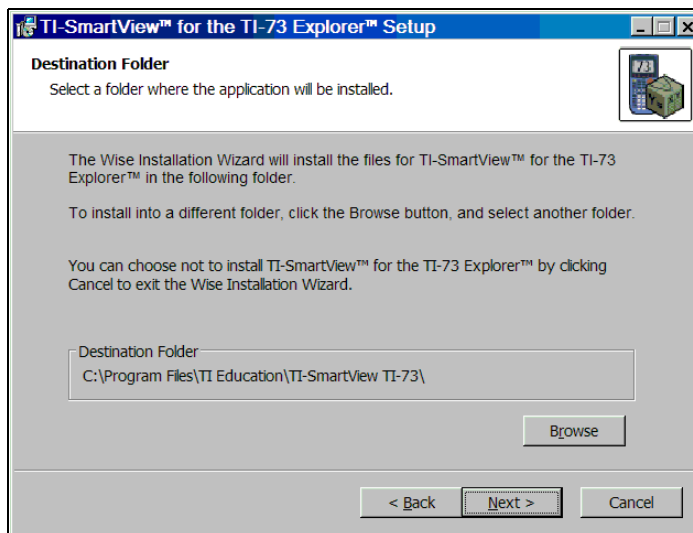 TI-SmartView™ for the TI-73 Explorer™ Setup
Destination Folder
Select a folder where the application will be installed.
73
The Wise Installation Wizard will install the files for TI-SmartView™ for the TI-73
Explorer™ in the following folder.
To install into a different folder, click the Browse button, and select another folder.
You can choose not to install TI-SmartView™ for the TI-73 Explorer™ by clicking
Cancel to exit the Wise Installation Wizard.
Destination Folder
C:\Program Files\TI Education\TI-SmartView TI-73\
Browse
< Back Next > Cancel